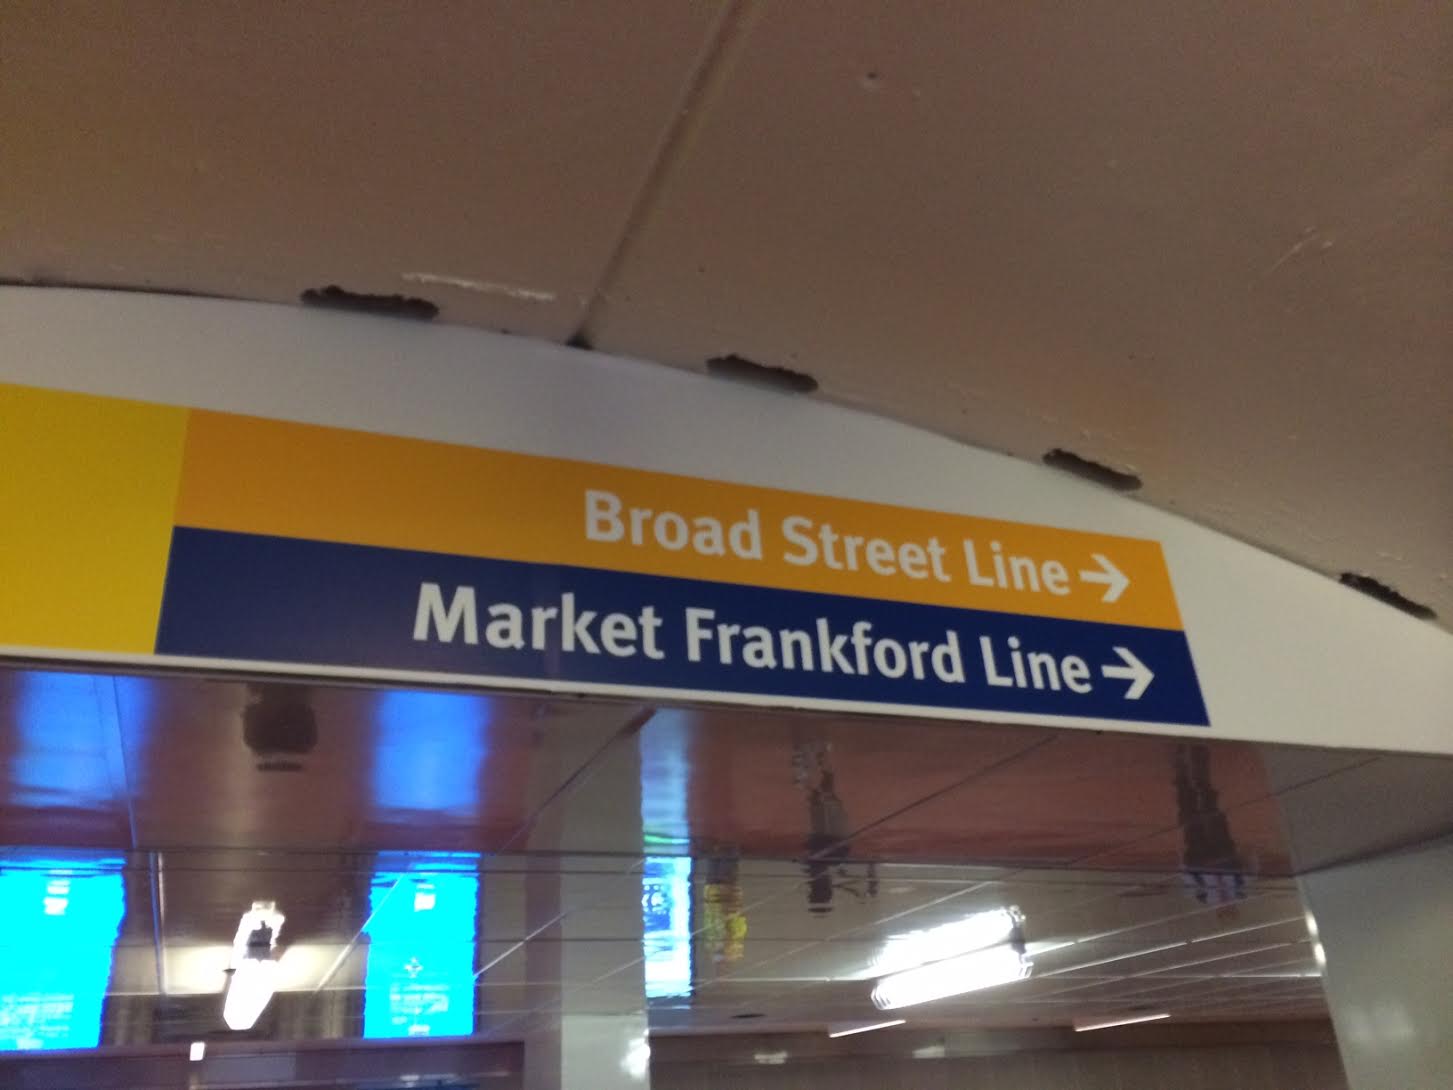 Broad Street Line →
Market Frankford Line →